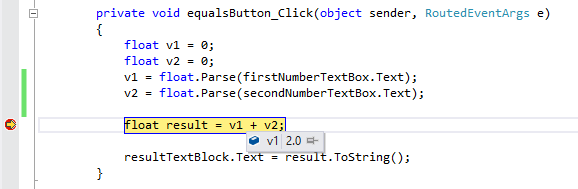 private void equalsButton_Click(object sender, RoutedEventArgs e)
{
float v1 = 0;
float v2 = 0;
v1 = float.Parse(firstNumberTextBox.Text);
v2 = float.Parse(secondNumberTextBox.Text);
float result = v1 + v2;
v1 2.0
resultTextBlock.Text = result.ToString();
}